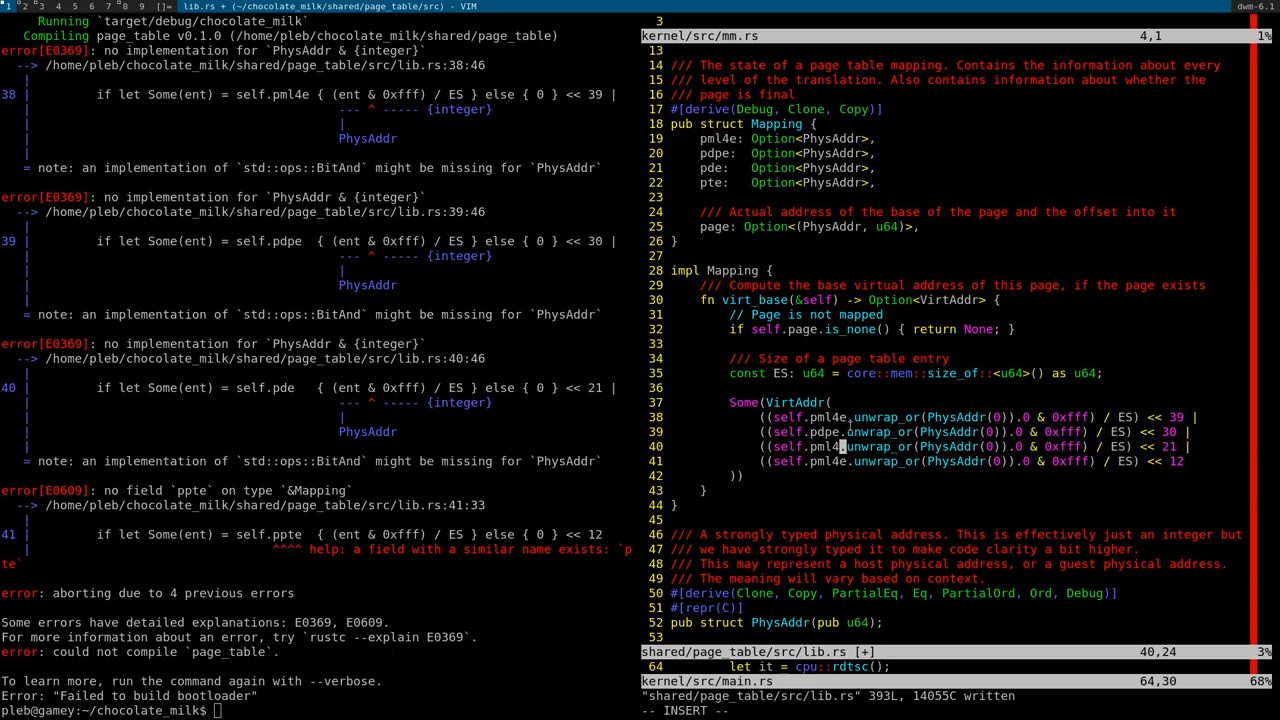 1 2 3 4 5 6 7 8 9 []= lib.rs + (~/chocolate_milk/shared/page_table/src) - VIM dwm-6.1
Running `target/debug/chocolate_milk`
Compiling page_table v0.1.0 (/home/pleb/chocolate_milk/shared/page_table)
error[E0369]: no implementation for `PhysAddr & {integer}`
--> /home/pleb/chocolate_milk/shared/page_table/src/lib.rs:38:46
|
38 | if let Some(ent) = self.pml4e { (ent & 0xfff) / ES } else { 0 } << 39 |
| --- ^ ----- {integer}
| |
| PhysAddr
|
= note: an implementation of `std::ops::BitAnd` might be missing for `PhysAddr`
error[E0369]: no implementation for `PhysAddr & {integer}`
--> /home/pleb/chocolate_milk/shared/page_table/src/lib.rs:39:46
|
39 | if let Some(ent) = self.pdpe { (ent & 0xfff) / ES } else { 0 } << 30 |
| --- ^ ----- {integer}
| |
| PhysAddr
|
= note: an implementation of `std::ops::BitAnd` might be missing for `PhysAddr`
error[E0369]: no implementation for `PhysAddr & {integer}`
--> /home/pleb/chocolate_milk/shared/page_table/src/lib.rs:40:46
|
40 | if let Some(ent) = self.pde { (ent & 0xfff) / ES } else { 0 } << 21 |
| --- ^ ----- {integer}
| |
| PhysAddr
|
= note: an implementation of `std::ops::BitAnd` might be missing for `PhysAddr`
error[E0609]: no field `ppte` on type `&Mapping`
--> /home/pleb/chocolate_milk/shared/page_table/src/lib.rs:41:33
|
41 | if let Some(ent) = self.ppte { (ent & 0xfff) / ES } else { 0 } << 12
| ^^^^ help: a field with a similar name exists: `p
te`
error: aborting due to 4 previous errors
Some errors have detailed explanations: E0369, E0609.
For more information about an error, try `rustc --explain E0369`.
error: could not compile `page_table`.
To learn more, run the command again with --verbose.
Error: "Failed to build bootloader"
pleb@gamey:~/chocolate_milk$
3
kernel/src/mm.rs 4,1 1%
13
14 /// The state of a page table mapping. Contains the information about every
15 /// level of the translation. Also contains information about whether the
16 /// page is final
17 #[derive(Debug, Clone, Copy)]
18 pub struct Mapping {
19 pml4e: Option<PhysAddr>,
20 pdpe: Option<PhysAddr>,
21 pde: Option<PhysAddr>,
22 pte: Option<PhysAddr>,
23
24 /// Actual address of the base of the page and the offset into it
25 page: Option<(PhysAddr, u64)>,
26 }
27
28 impl Mapping {
29 /// Compute the base virtual address of this page, if the page exists
30 fn virt_base(&self) -> Option<VirtAddr> {
31 // Page is not mapped
32 if self.page.is_none() { return None; }
33
34 /// Size of a page table entry
35 const ES: u64 = core::mem::size_of::<u64>() as u64;
36
37 Some(VirtAddr(
38 ((self.pml4e.unwrap_or(PhysAddr(0)).0 & 0xfff) / ES) << 39 |
39 ((self.pdpe.unwrap_or(PhysAddr(0)).0 & 0xfff) / ES) << 30 |
40 ((self.pml4.unwrap_or(PhysAddr(0)).0 & 0xfff) / ES) << 21 |
41 ((self.pml4e.unwrap_or(PhysAddr(0)).0 & 0xfff) / ES) << 12
42 ))
43 }
44 }
45
46 /// A strongly typed physical address. This is effectively just an integer but
47 /// we have strongly typed it to make code clarity a bit higher.
48 /// This may represent a host physical address, or a guest physical address.
49 /// The meaning will vary based on context.
50 #[derive(Clone, Copy, PartialEq, Eq, PartialOrd, Ord, Debug)]
51 #[repr(C)]
52 pub struct PhysAddr(pub u64);
53
shared/page_table/src/lib.rs [+] 40,24 3%
64 let it = cpu::rdtsc();
kernel/src/main.rs 64,30 68%
"shared/page_table/src/lib.rs" 393L, 14055C written
-- INSERT --